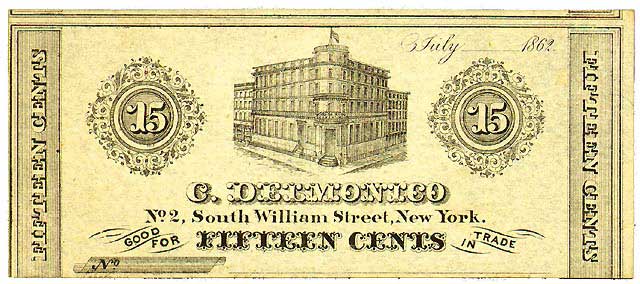 July 1862
FIFTEEN CENTS
15
15
FIFTEEN CENTS
C. DELMONICO
No 2, South William Street, New York.
GOOD FOR FIFTEEN CENTS IN TRADE
No